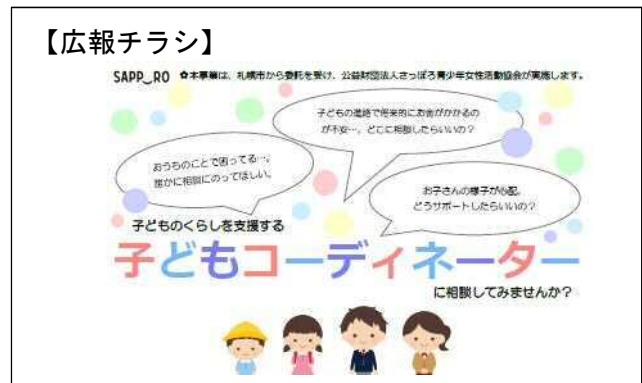 【広報チラシ】
SAPP_RO ✿本事業は、札幌市から委託を受け、公益財団法人さっぽろ青少年女性活動協会が実施します。
子どもの進路で将来的にお金がかかるの
が不安…。どこに相談したらいいの？
おうちのことで困ってる…。
誰かに相談にのってほしい。
お子さんの様子が心配。
どうサポートしたらいいの？
子どものくらしを支援する
子どもコーディネーター
に相談してみませんか？